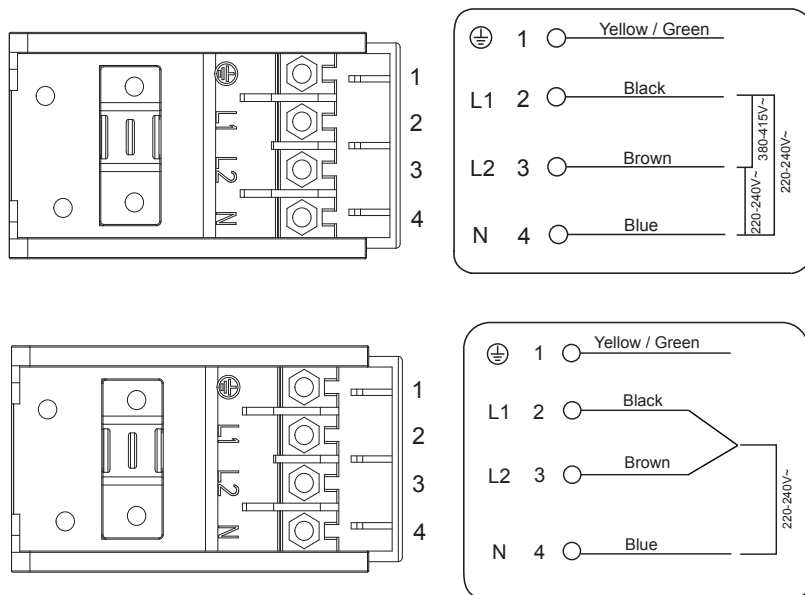 L1
L2
N
1
2
3
4
1 Yellow / Green
L1 2 Black
L2 3 Brown
N 4 Blue
380-415V~
220-240V~
220-240V~
L1
L2
N
1
2
3
4
1 Yellow / Green
L1 2 Black
L2 3 Brown
N 4 Blue
220-240V~